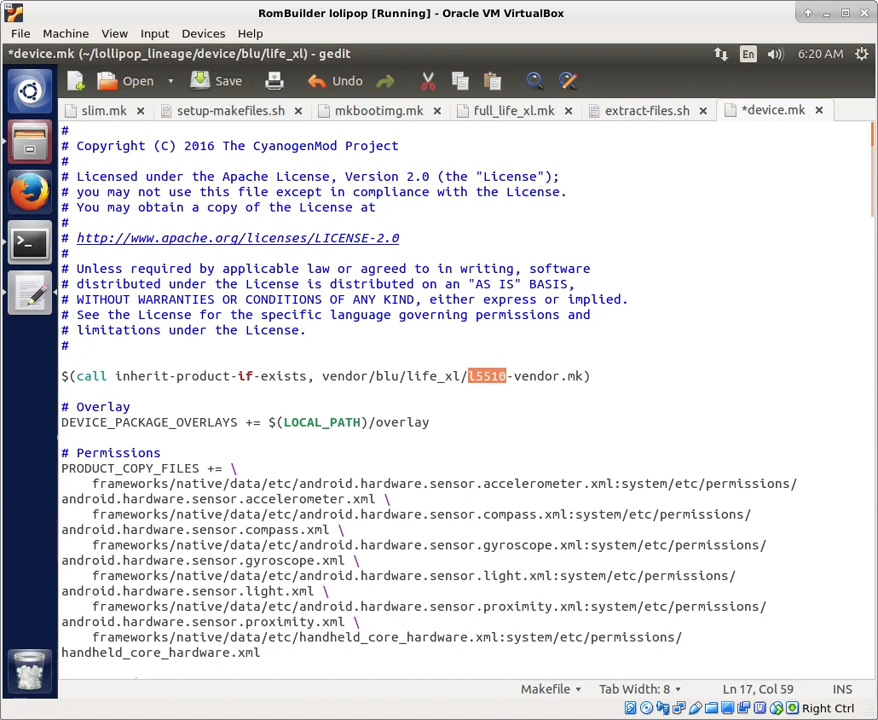 RomBuilder lolipop [Running] - Oracle VM VirtualBox
File Machine View Input Devices Help
*device.mk (~/lollipop_lineage/device/blu/life_xl) - gedit
En 6:20 AM
Open Save Undo
slim.mk setup-makefiles.sh mkbootimg.mk full_life_xl.mk extract-files.sh *device.mk
#
# Copyright (C) 2016 The CyanogenMod Project
#
# Licensed under the Apache License, Version 2.0 (the "License");
# you may not use this file except in compliance with the License.
# You may obtain a copy of the License at
#
# http://www.apache.org/licenses/LICENSE-2.0
#
# Unless required by applicable law or agreed to in writing, software
# distributed under the License is distributed on an "AS IS" BASIS,
# WITHOUT WARRANTIES OR CONDITIONS OF ANY KIND, either express or implied.
# See the License for the specific language governing permissions and
# limitations under the License.
#
$(call inherit-product-if-exists, vendor/blu/life_xl/l5510-vendor.mk)
# Overlay
DEVICE_PACKAGE_OVERLAYS += $(LOCAL_PATH)/overlay
# Permissions
PRODUCT_COPY_FILES += \
frameworks/native/data/etc/android.hardware.sensor.accelerometer.xml:system/etc/permissions/
android.hardware.sensor.accelerometer.xml \
frameworks/native/data/etc/android.hardware.sensor.compass.xml:system/etc/permissions/
android.hardware.sensor.compass.xml \
frameworks/native/data/etc/android.hardware.sensor.gyroscope.xml:system/etc/permissions/
android.hardware.sensor.gyroscope.xml \
frameworks/native/data/etc/android.hardware.sensor.light.xml:system/etc/permissions/
android.hardware.sensor.light.xml \
frameworks/native/data/etc/android.hardware.sensor.proximity.xml:system/etc/permissions/
android.hardware.sensor.proximity.xml \
frameworks/native/data/etc/handheld_core_hardware.xml:system/etc/permissions/
handheld_core_hardware.xml
Makefile Tab Width: 8 Ln 17, Col 59 INS
Right Ctrl